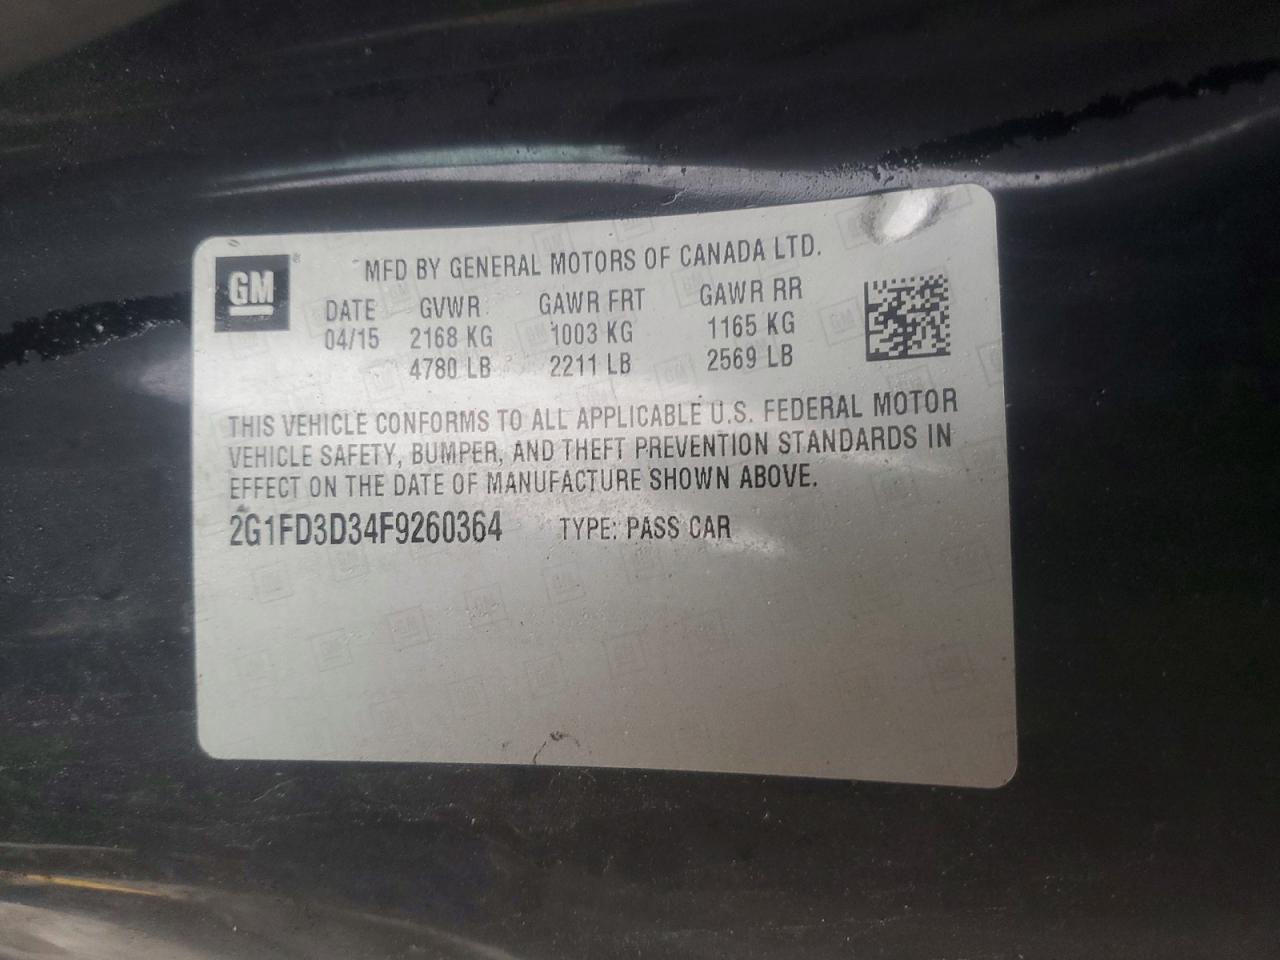 GM®
MFD BY GENERAL MOTORS OF CANADA LTD.
DATE GVWR GAWR FRT GAWR RR
04/15 2168 KG 1003 KG 1165 KG
4780 LB 2211 LB 2569 LB
THIS VEHICLE CONFORMS TO ALL APPLICABLE U.S. FEDERAL MOTOR
VEHICLE SAFETY, BUMPER, AND THEFT PREVENTION STANDARDS IN
EFFECT ON THE DATE OF MANUFACTURE SHOWN ABOVE.
2G1FD3D34F9260364 TYPE: PASS CAR